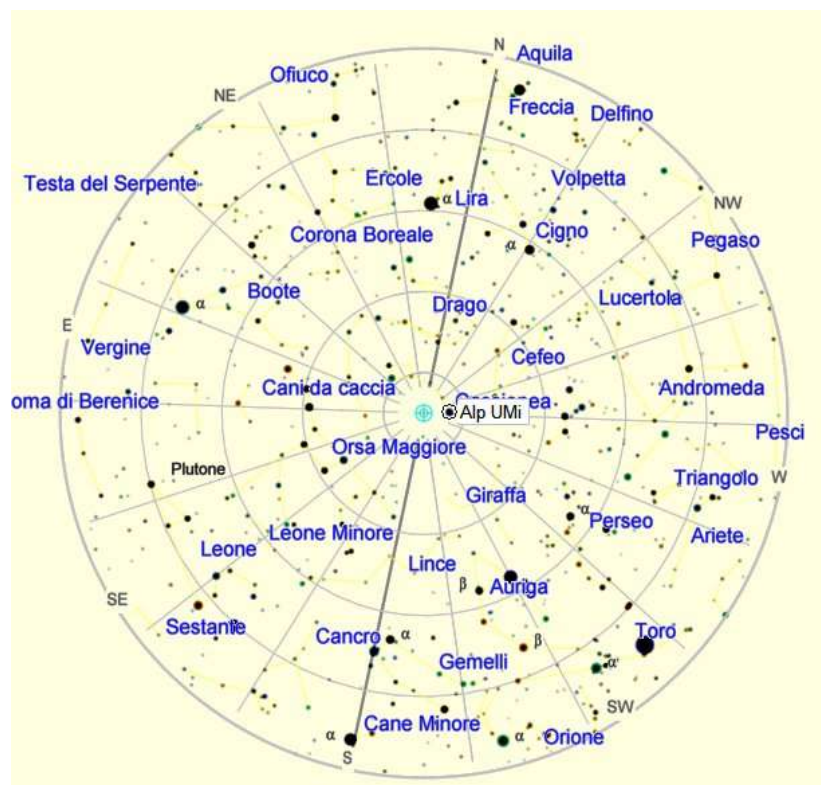 N
Aquila
Ofiuco
NE
Freccia
Delfino
Testa del Serpente
Ercole
α
Lira
Volpetta
NW
Corona Boreale
α
Cigno
Pegaso
Boote
α
Drago
Lucertola
E
Vergine
Cefeo
oma di Berenice
Cani da caccia
Alp UMi
Andromeda
Pesci
Orsa Maggiore
Plutone
W
Triangolo
Giraffa
α
Perseo
Ariete
Leone Minore
Leone
Lince
β
Auriga
SE
Sestante
Cancro
α
β
Toro
Gemelli
α
SW
Cane Minore
α
S
α
Orione